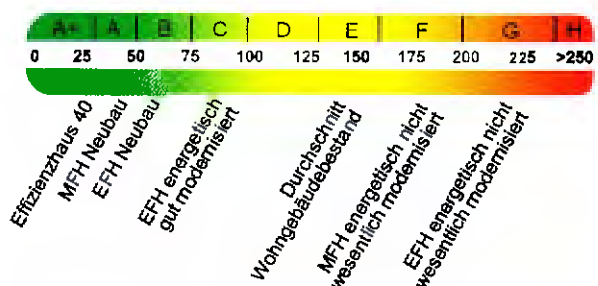 A+ A B C D E F G H
0 25 50 75 100 125 150 175 200 225 >250
Effizienzhaus 40
MFH Neubau
EFH Neubau
EFH energetisch
gut modernisiert
Durchschnitt
Wohngebäudebestand
MFH energetisch nicht
wesentlich modernisiert
EFH energetisch nicht
wesentlich modernisiert